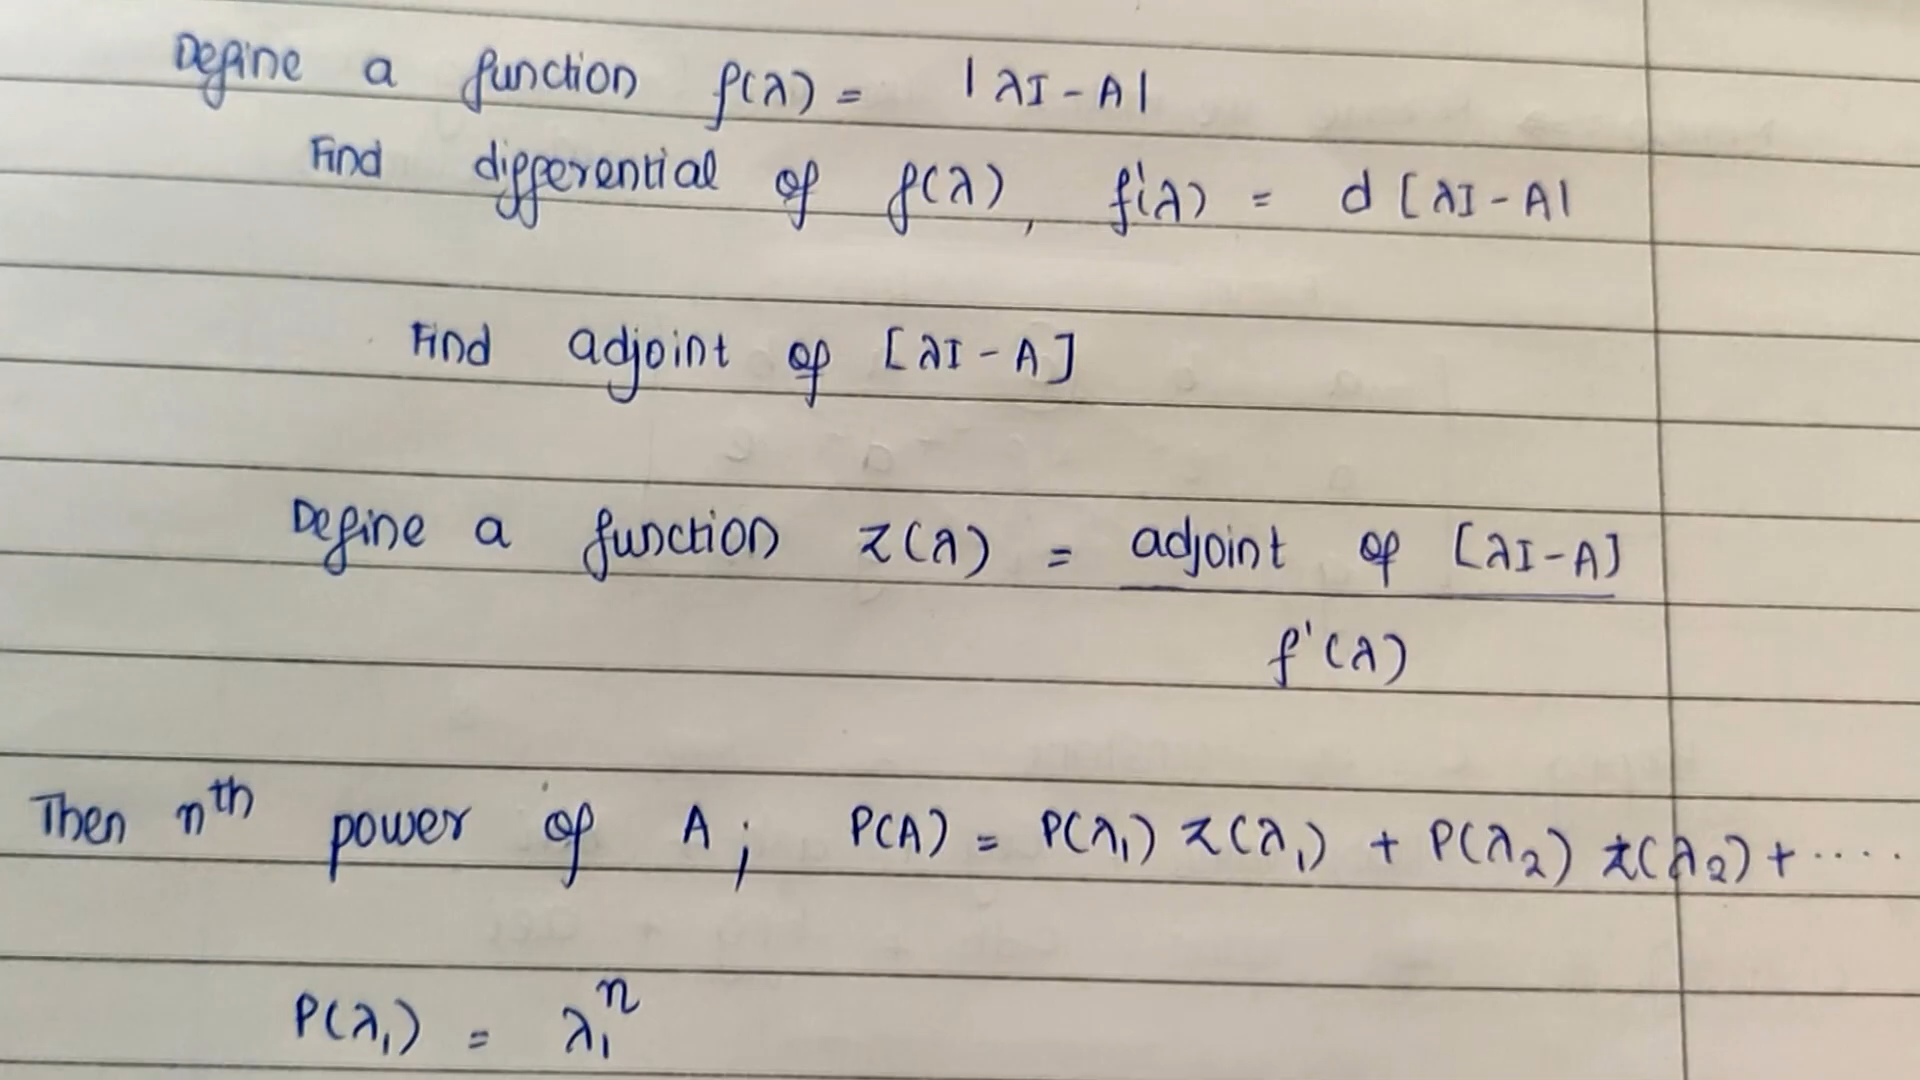 Define a function f(λ) = |λI - A|
Find differential of f(λ), f'(λ) = d [λI - A|
Find adjoint of [λI - A]
Define a function z(λ) = adjoint of [λI - A]
f'(λ)
Then nth power of A; P(A) = P(λ₁) z(λ₁) + P(λ₂) z(λ₂) + ....
P(λ₁) = λ₁ⁿ